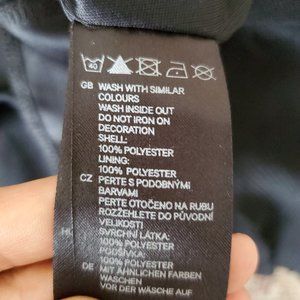 40
GB WASH WITH SIMILAR
COLOURS
WASH INSIDE OUT
DO NOT IRON ON
DECORATION
SHELL:
100% POLYESTER
LINING:
100% POLYESTER
CZ PERTE S PODOBNÝMI
BARVAMI
PERTE OTOČENO NA RUBU
ROZŽEHLETE DO PŮVODNÍ
VELIKOSTI
SVRCHNÍ LÁTKA:
100% POLYESTER
PODŠÍVKA:
100% POLYESTER
DE MIT ÄHNLICHEN FARBEN
WASCHEN
VOR DER WÄSCHE AUF